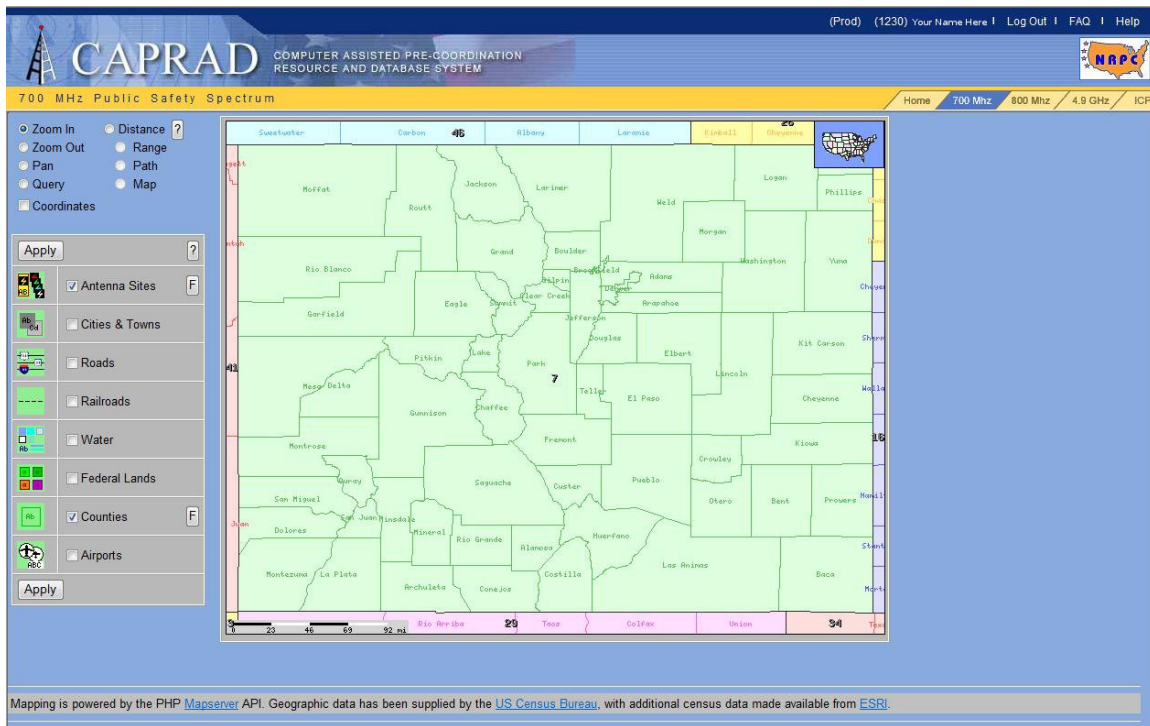 (Prod) (1230) Your Name Here | Log Out | FAQ | Help
CAPRAD
COMPUTER ASSISTED PRE-COORDINATION
RESOURCE AND DATABASE SYSTEM
NRPC
700 MHz Public Safety Spectrum
Home 700 Mhz 800 Mhz 4.9 GHz ICP
Zoom In Distance ?
Zoom Out Range
Pan Path
Query Map
Coordinates
Apply ?
Antenna Sites F
Cities & Towns
Roads
Railroads
Water
Federal Lands
Counties F
Airports
Apply
Sweetwater Carbon 46 Albany Laramie Kimball Cheyenne 26
Moffat Jackson Larimer Logan Phillips
Routt Weld
Morgan
Grand Boulder Washington Yuma
Rio Blanco Broomfield Adams
Gilpin Denver
Eagle Summit Clear Creek Arapahoe
Garfield Jefferson
Douglas Kit Carson
Pitkin Lake Park Elbert
41 7 Lincoln
Mesa Delta Teller El Paso Cheyenne
Gunnison Chaffee
Montrose Fremont Kiowa 16
Crowley
Ouray Saguache Custer Pueblo
San Miguel Otero Bent Prowers Hamil
San Juan Hinsdale
Dolores Mineral Rio Grande Alamosa Huerfano Stant
Montezuma La Plata Costilla Las Animas Baca
Archuleta Conejos Mort
0 23 46 69 92 mi Rio Arriba 29 Taos Colfax Union 34
Mapping is powered by the PHP Mapserver API. Geographic data has been supplied by the US Census Bureau, with additional census data made available from ESRI.